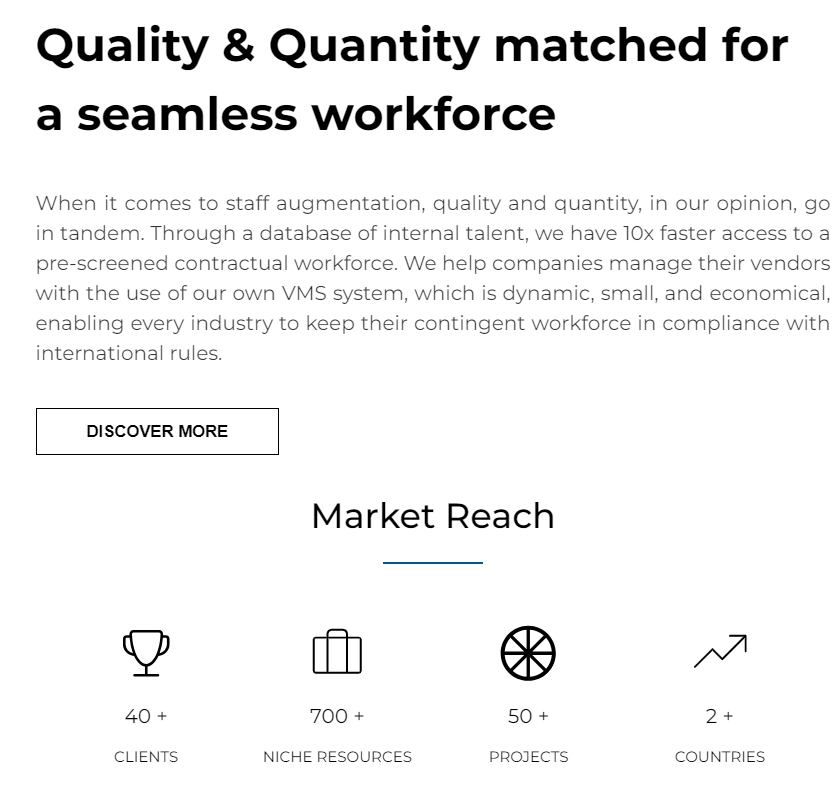 Quality & Quantity matched for
a seamless workforce
When it comes to staff augmentation, quality and quantity, in our opinion, go
in tandem. Through a database of internal talent, we have 10x faster access to a
pre-screened contractual workforce. We help companies manage their vendors
with the use of our own VMS system, which is dynamic, small, and economical,
enabling every industry to keep their contingent workforce in compliance with
international rules.
DISCOVER MORE
Market Reach
40 +
700 +
50 +
2 +
CLIENTS
NICHE RESOURCES
PROJECTS
COUNTRIES